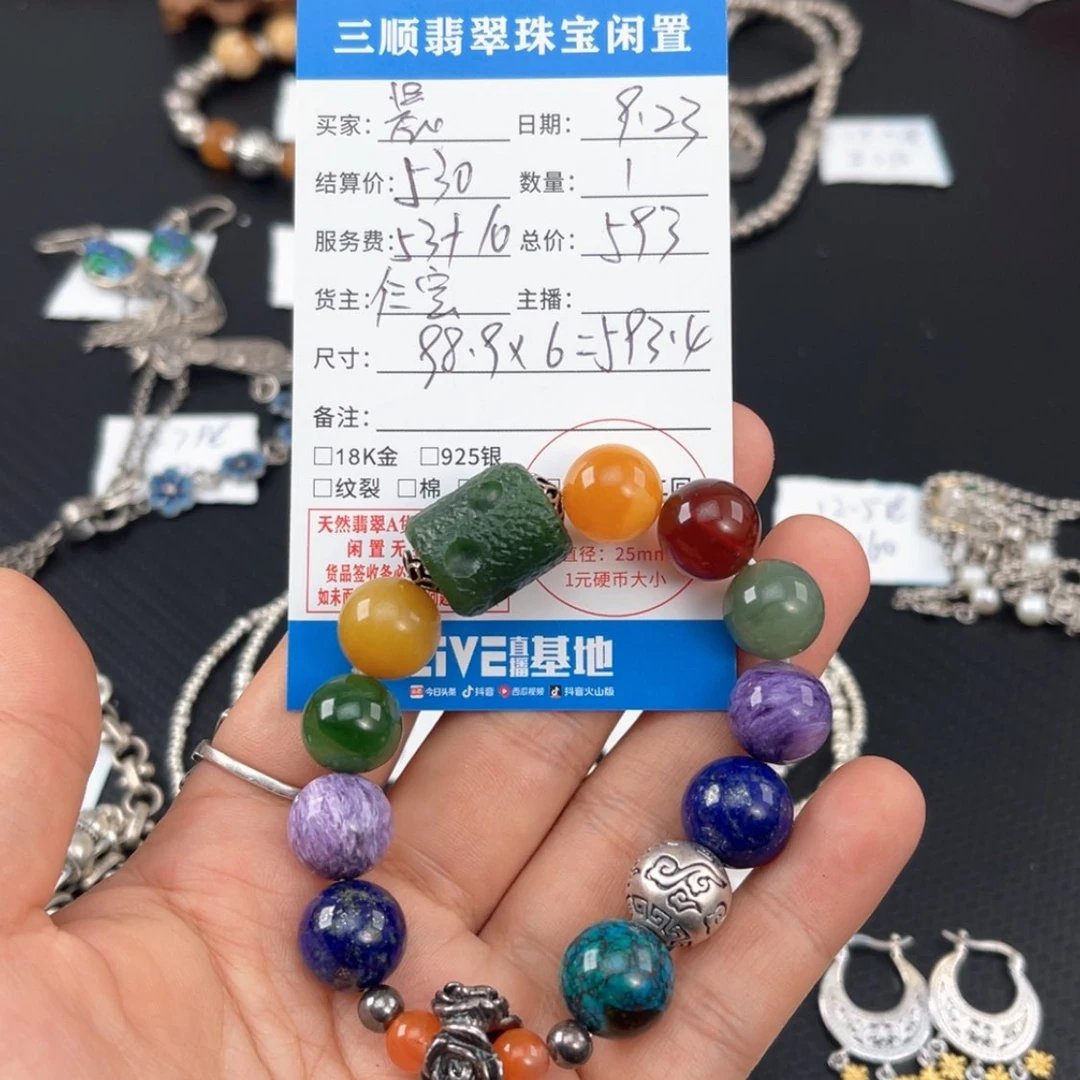 三顺翡翠珠宝闲置
买家: 日期: 9.23
结算价: 530 数量: 1
服务费: 53+10 总价: 593
货主: 主播:
尺寸: 98.9×6=593.4
备注:
□18K金 □925银
□纹裂 □棉
天然翡翠A货
闲置无
货品签收务必
如未
直径: 25mm
1元硬币大小
LIVE直播基地
今日头条 抖音 西瓜视频 抖音火山版